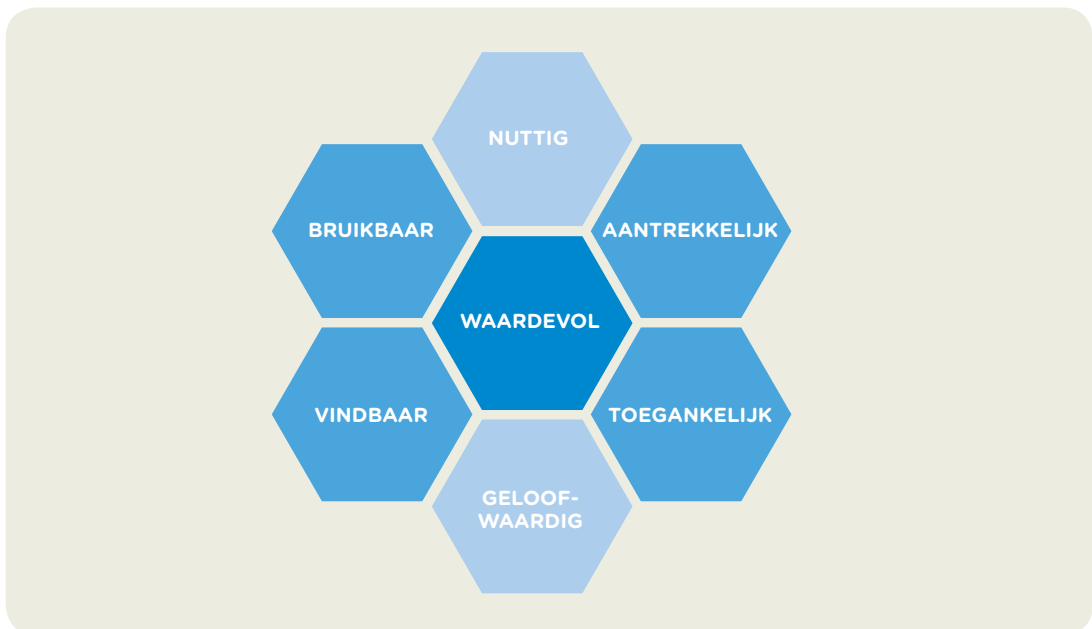 NUTTIG
BRUIKBAAR
AANTREKKELIJK
WAARDEVOL
VINDBAAR
TOEGANKELIJK
GELOOF-
WAARDIG